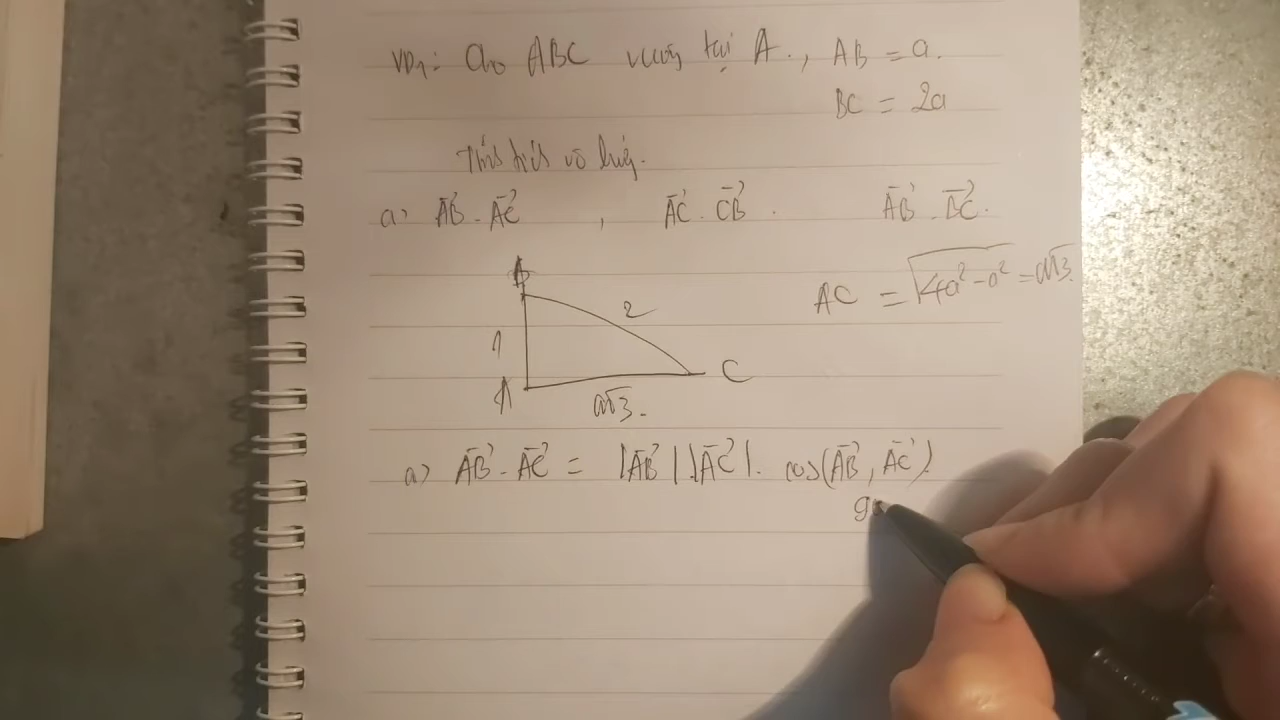 VD1: Cho ABC vuông tại A., AB = a.
BC = 2a
Tính tích vô hướng.
a) AB⃗ . AC⃗ , AC⃗ . CB⃗ . AB⃗ . BC⃗ .
AC = √(4a² - a²) = a√3.
2
1
A
C
a√3.
a) AB⃗ . AC⃗ = |AB⃗| . |AC⃗| . cos(AB⃗, AC⃗).